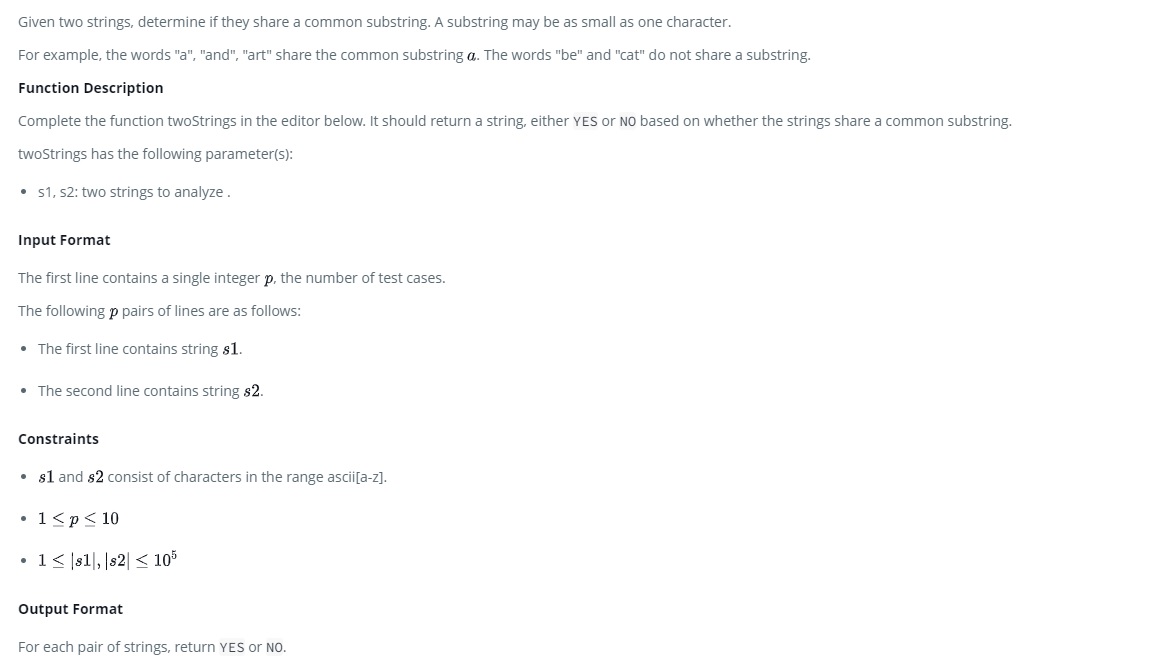 Given two strings, determine if they share a common substring. A substring may be as small as one character.
For example, the words "a", "and", "art" share the common substring a. The words "be" and "cat" do not share a substring.
Function Description
Complete the function twoStrings in the editor below. It should return a string, either YES or NO based on whether the strings share a common substring.
twoStrings has the following parameter(s):
• s1, s2: two strings to analyze .
Input Format
The first line contains a single integer p, the number of test cases.
The following p pairs of lines are as follows:
• The first line contains string s1.
• The second line contains string s2.
Constraints
• s1 and s2 consist of characters in the range ascii[a-z].
• 1 ≤ p ≤ 10
• 1 ≤ |s1|, |s2| ≤ 10⁵
Output Format
For each pair of strings, return YES or NO.